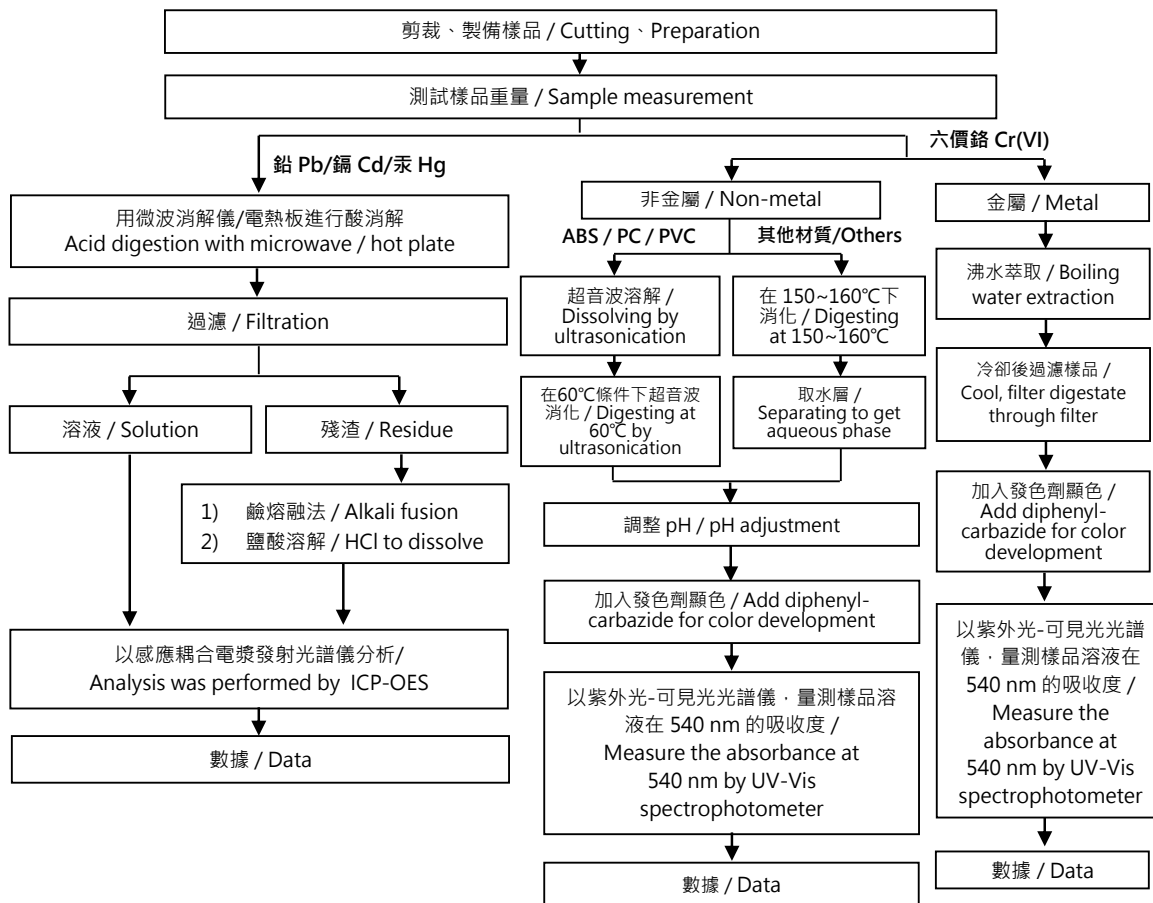 剪裁、製備樣品 / Cutting、Preparation
測試樣品重量 / Sample measurement
鉛 Pb/鎘 Cd/汞 Hg
六價鉻 Cr(VI)
用微波消解儀/電熱板進行酸消解
Acid digestion with microwave / hot plate
過濾 / Filtration
溶液 / Solution
殘渣 / Residue
1) 鹼熔融法 / Alkali fusion
2) 鹽酸溶解 / HCl to dissolve
以感應耦合電漿發射光譜儀分析/
Analysis was performed by ICP-OES
數據 / Data
非金屬 / Non-metal
ABS / PC / PVC
其他材質/Others
超音波溶解 /
Dissolving by
ultrasonication
在60℃條件下超音波
消化 / Digesting at
60℃ by
ultrasonication
在 150~160℃下
消化 / Digesting
at 150~160℃
取水層 /
Separating to get
aqueous phase
調整 pH / pH adjustment
加入發色劑顯色 / Add diphenyl-
carbazide for color development
以紫外光-可見光光譜儀，量測樣品溶
液在 540 nm 的吸收度 /
Measure the absorbance at
540 nm by UV-Vis
spectrophotometer
數據 / Data
金屬 / Metal
沸水萃取 / Boiling
water extraction
冷卻後過濾樣品 /
Cool, filter digestate
through filter
加入發色劑顯色 /
Add diphenyl-
carbazide for color
development
以紫外光-可見光光譜
儀，量測樣品溶液在
540 nm 的吸收度 /
Measure the
absorbance at
540 nm by UV-Vis
spectrophotometer
數據 / Data